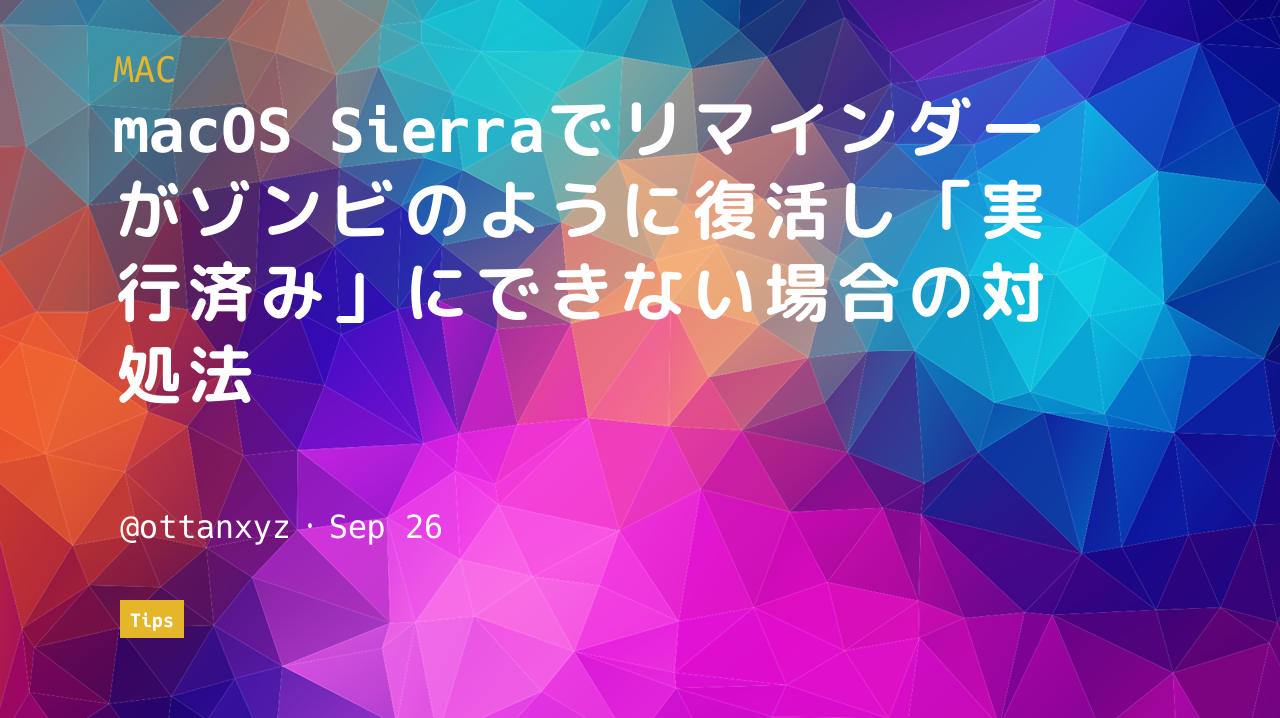 MAC
macOS Sierraでリマインダー
がゾンビのように復活し「実
行済み」にできない場合の対
処法
@ottanxyz・Sep 26
Tips